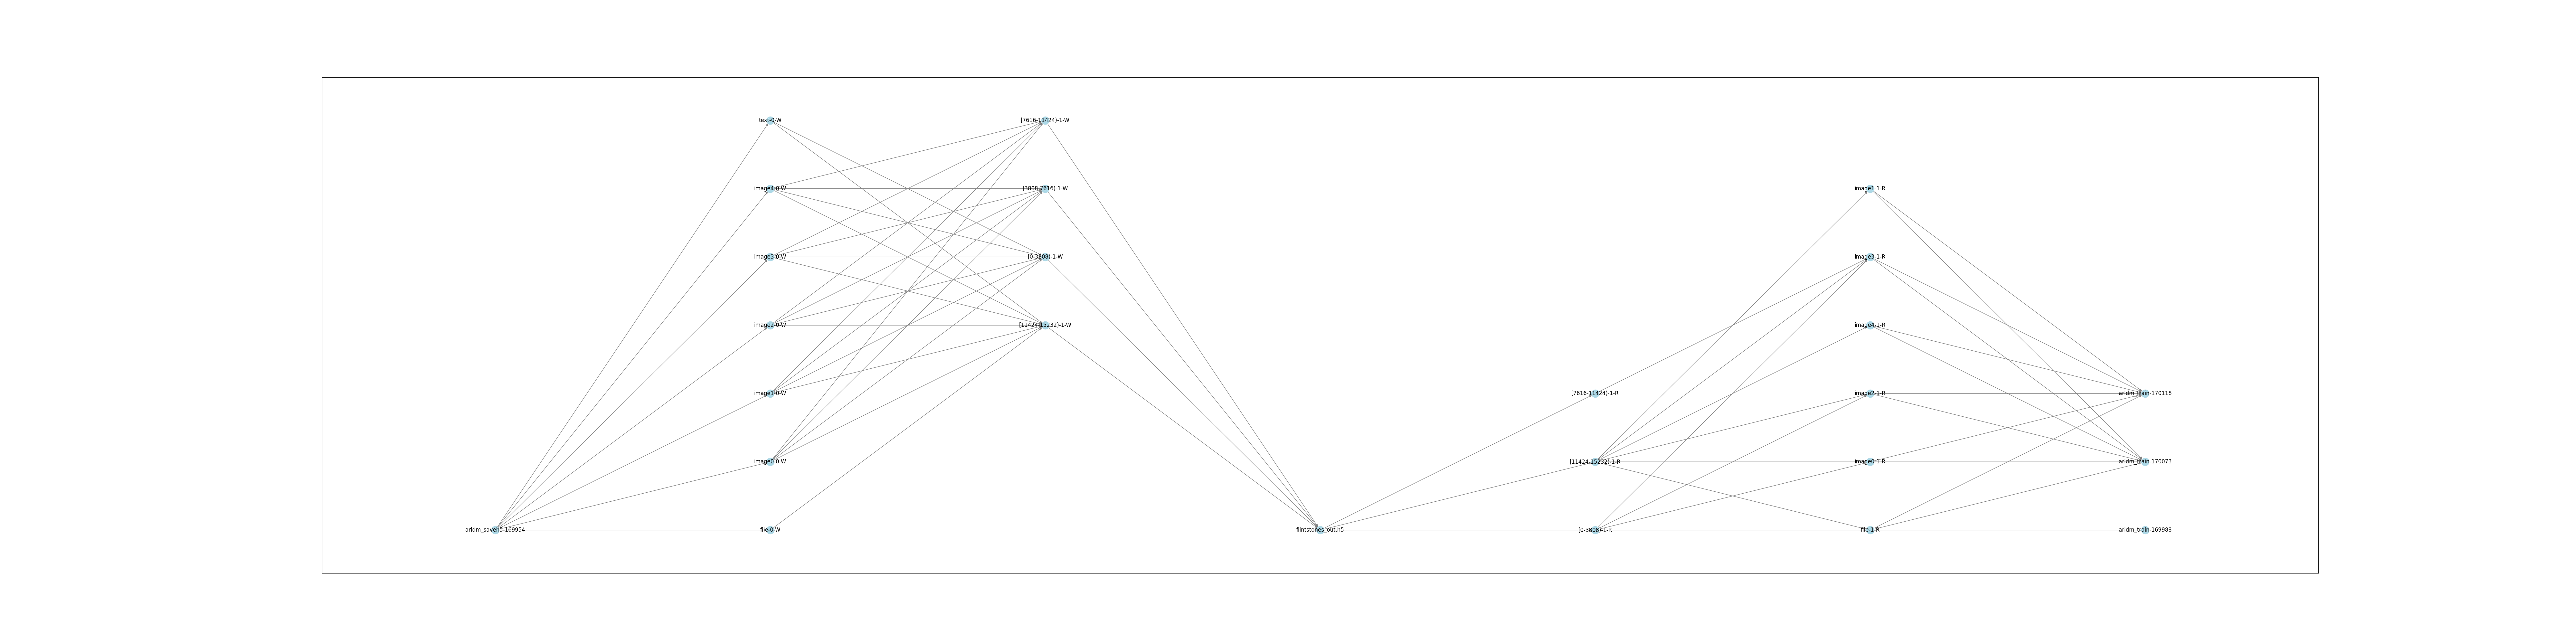 text-0-W
[7616-11424)-1-W
image4-0-W
[3808-7616)-1-W
image1-1-R
image3-0-W
[0-3808)-1-W
image3-1-R
image2-0-W
[11424-15232)-1-W
image4-1-R
image1-0-W
[7616-11424)-1-R
image2-1-R
arldm_train-170118
image0-0-W
[11424-15232)-1-R
image0-1-R
arldm_train-170073
arldm_saveh5-169954
file-0-W
flintstones_out.h5
[0-3808)-1-R
file-1-R
arldm_train-169988